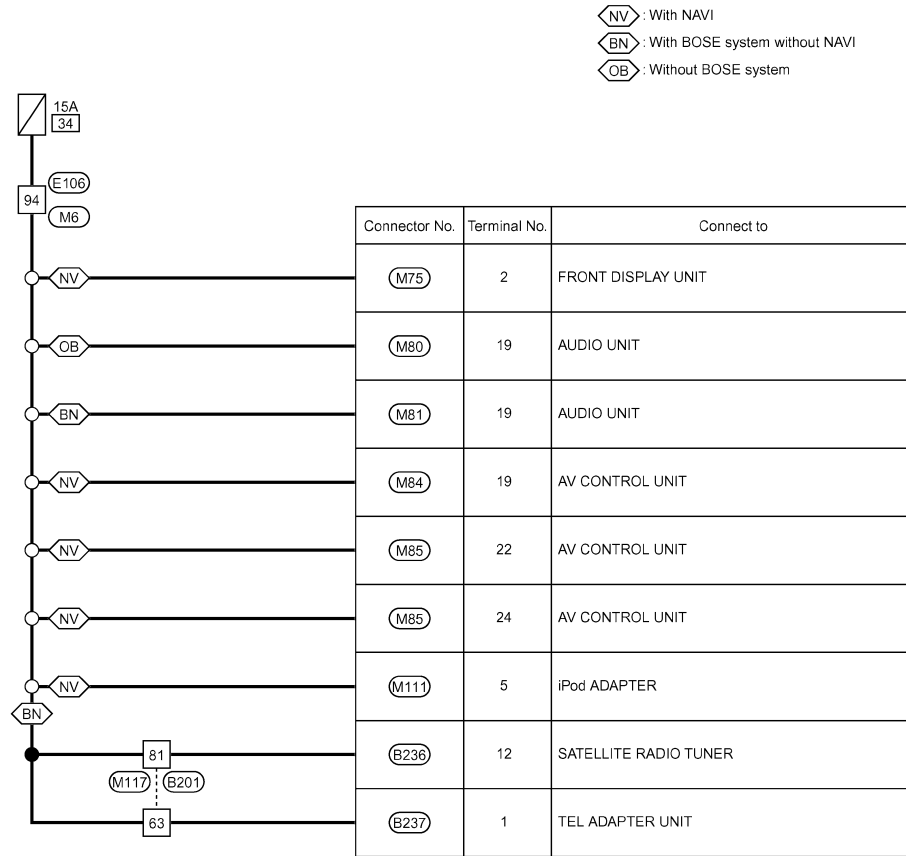 NV : With NAVI
BN : With BOSE system without NAVI
OB : Without BOSE system
15A
34
E106
94
M6
Connector No. Terminal No. Connect to
NV M75 2 FRONT DISPLAY UNIT
OB M80 19 AUDIO UNIT
BN M81 19 AUDIO UNIT
NV M84 19 AV CONTROL UNIT
NV M85 22 AV CONTROL UNIT
NV M85 24 AV CONTROL UNIT
NV M111 5 iPod ADAPTER
BN
81 B236 12 SATELLITE RADIO TUNER
M117 B201
63 B237 1 TEL ADAPTER UNIT